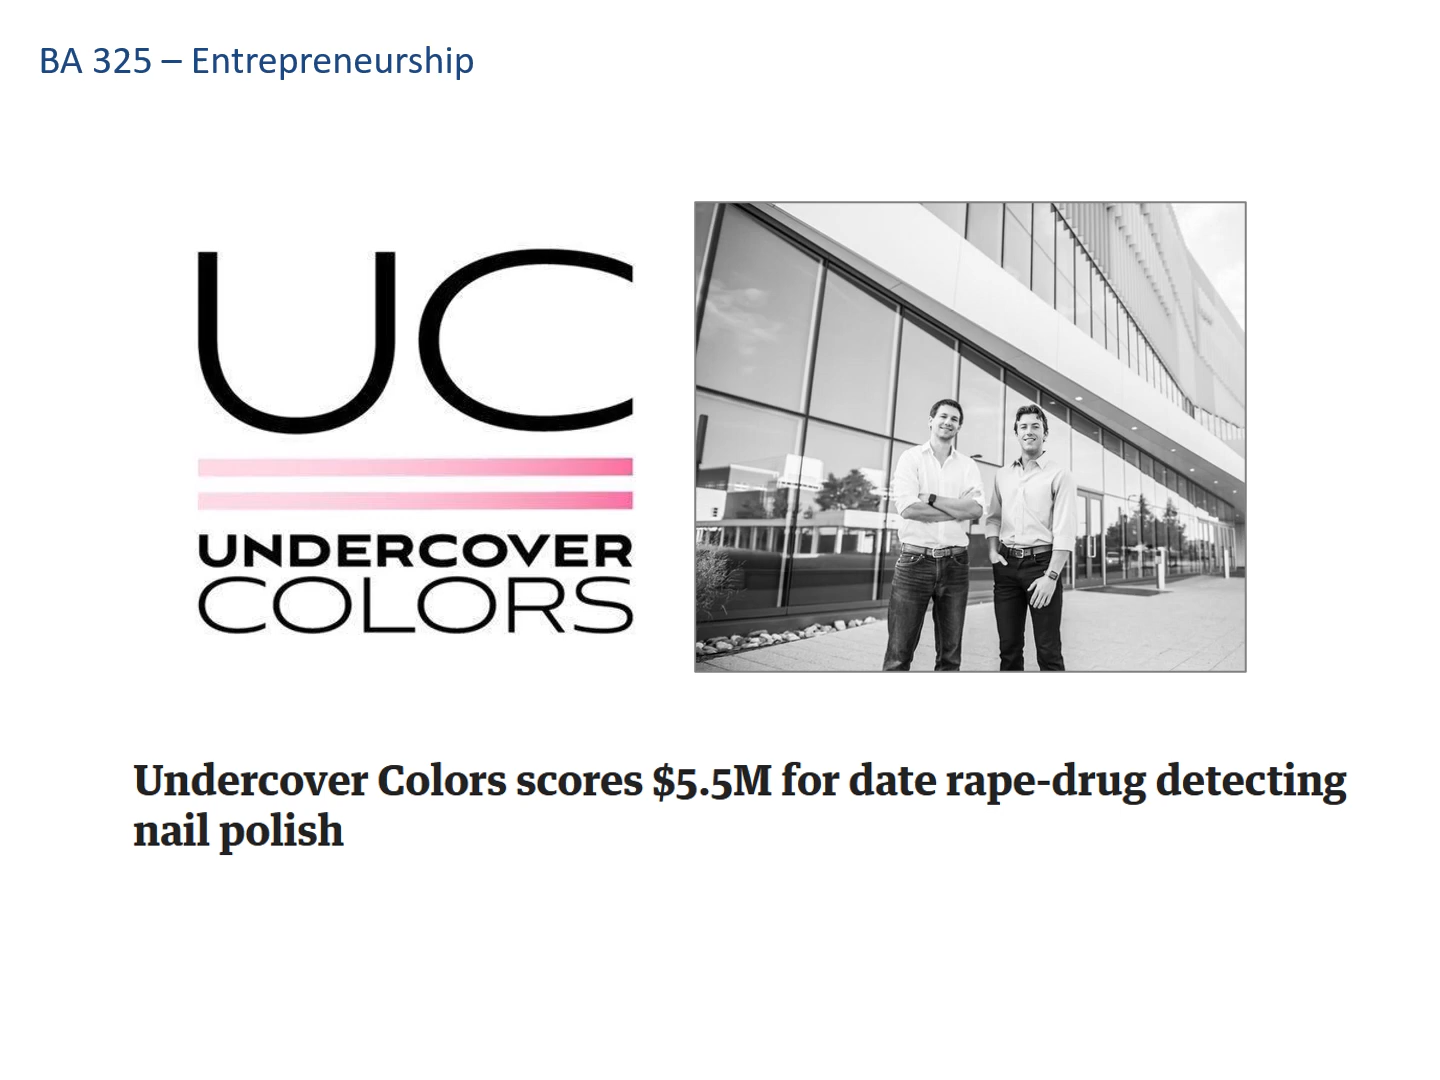 BA 325 – Entrepreneurship
UC
UNDERCOVER
COLORS
Undercover Colors scores $5.5M for date rape-drug detecting
nail polish